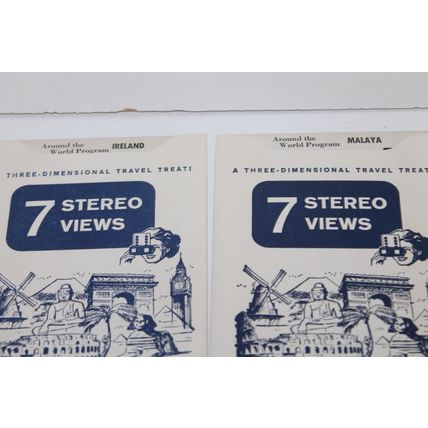 Around the
World Program IRELAND
THREE-DIMENSIONAL TRAVEL TREAT!
7 STEREO
VIEWS
Around the
World Program MALAYA
A THREE-DIMENSIONAL TRAVEL TREAT
7 STEREO
VIEWS